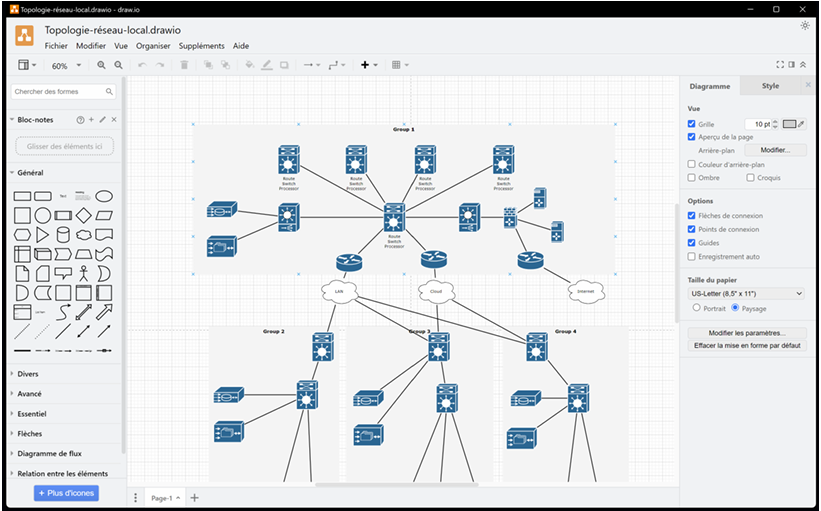 Topologie-réseau-local.drawio - draw.io
Topologie-réseau-local.drawio
Fichier Modifier Vue Organiser Suppléments Aide
60%
Chercher des formes
Bloc-notes
Glisser des éléments ici
Général
Text
Divers
Avancé
Essentiel
Flèches
Diagramme de flux
Relation entre les éléments
+ Plus d'icones
Group 1
Route
Switch
Processor
Route
Switch
Processor
Route
Switch
Processor
Route
Switch
Processor
Route
Switch
Processor
LAN
Cloud
Internet
Group 2
Group 3
Group 4
Page-1
Diagramme Style
Vue
Grille 10 pt
Aperçu de la page
Arrière-plan Modifier...
Couleur d'arrière-plan
Ombre Croquis
Options
Flèches de connexion
Points de connexion
Guides
Enregistrement auto
Taille du papier
US-Letter (8,5" x 11")
Portrait Paysage
Modifier les paramètres...
Effacer la mise en forme par défaut